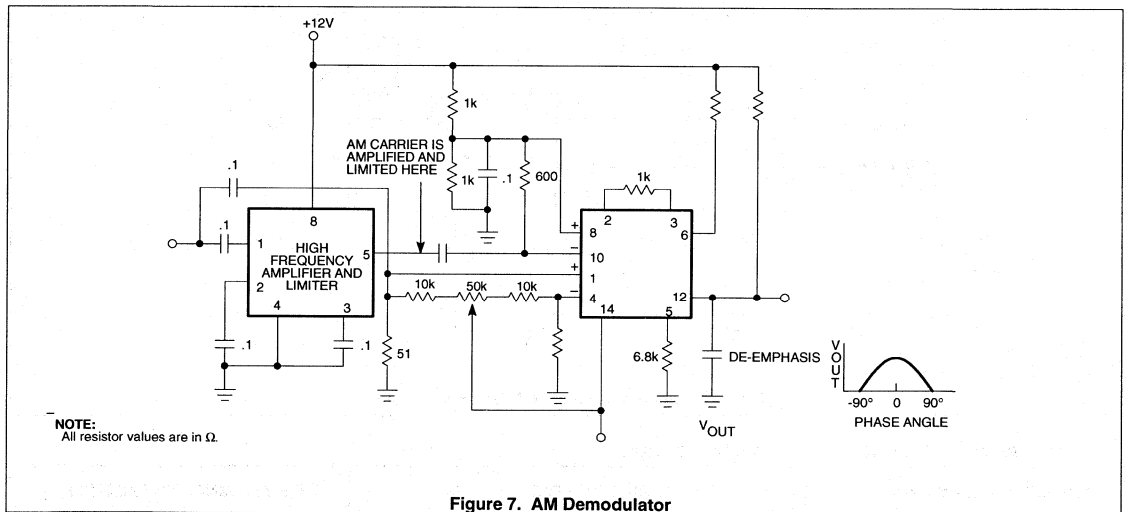 +12V
1k
AM CARRIER IS
AMPLIFIED AND
LIMITED HERE
1k
.1
600
1k
.1
.1
8
1
HIGH
FREQUENCY
AMPLIFIER AND
LIMITER
5
2
4
3
.1
.1
51
10k
50k
10k
+
8
−
10
+
1
−
4
2
3
6
12
14
5
6.8k
DE-EMPHASIS
VOUT
VOUT
-90°
0
90°
PHASE ANGLE
NOTE:
All resistor values are in Ω.
Figure 7. AM Demodulator